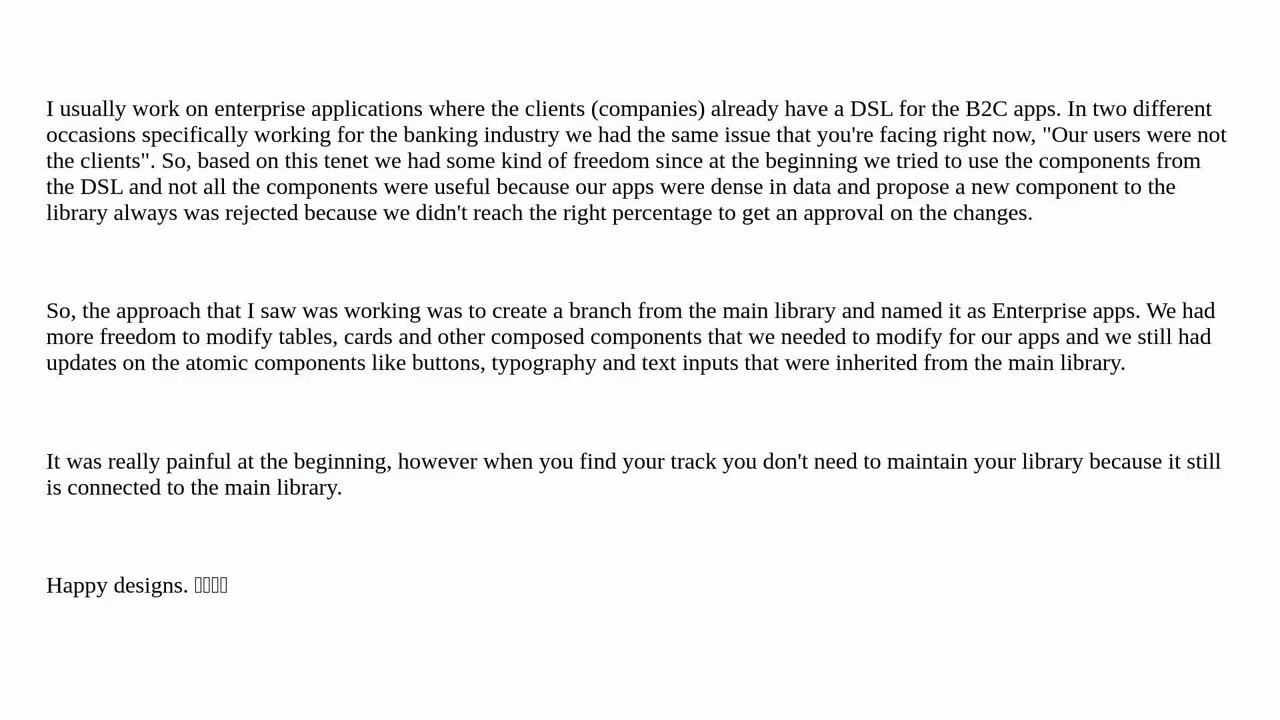 I usually work on enterprise applications where the clients (companies) already have a DSL for the B2C apps. In two different
occasions specifically working for the banking industry we had the same issue that you're facing right now, "Our users were not
the clients". So, based on this tenet we had some kind of freedom since at the beginning we tried to use the components from
the DSL and not all the components were useful because our apps were dense in data and propose a new component to the
library always was rejected because we didn't reach the right percentage to get an approval on the changes.
So, the approach that I saw was working was to create a branch from the main library and named it as Enterprise apps. We had
more freedom to modify tables, cards and other composed components that we needed to modify for our apps and we still had
updates on the atomic components like buttons, typography and text inputs that were inherited from the main library.
It was really painful at the beginning, however when you find your track you don't need to maintain your library because it still
is connected to the main library.
Happy designs.